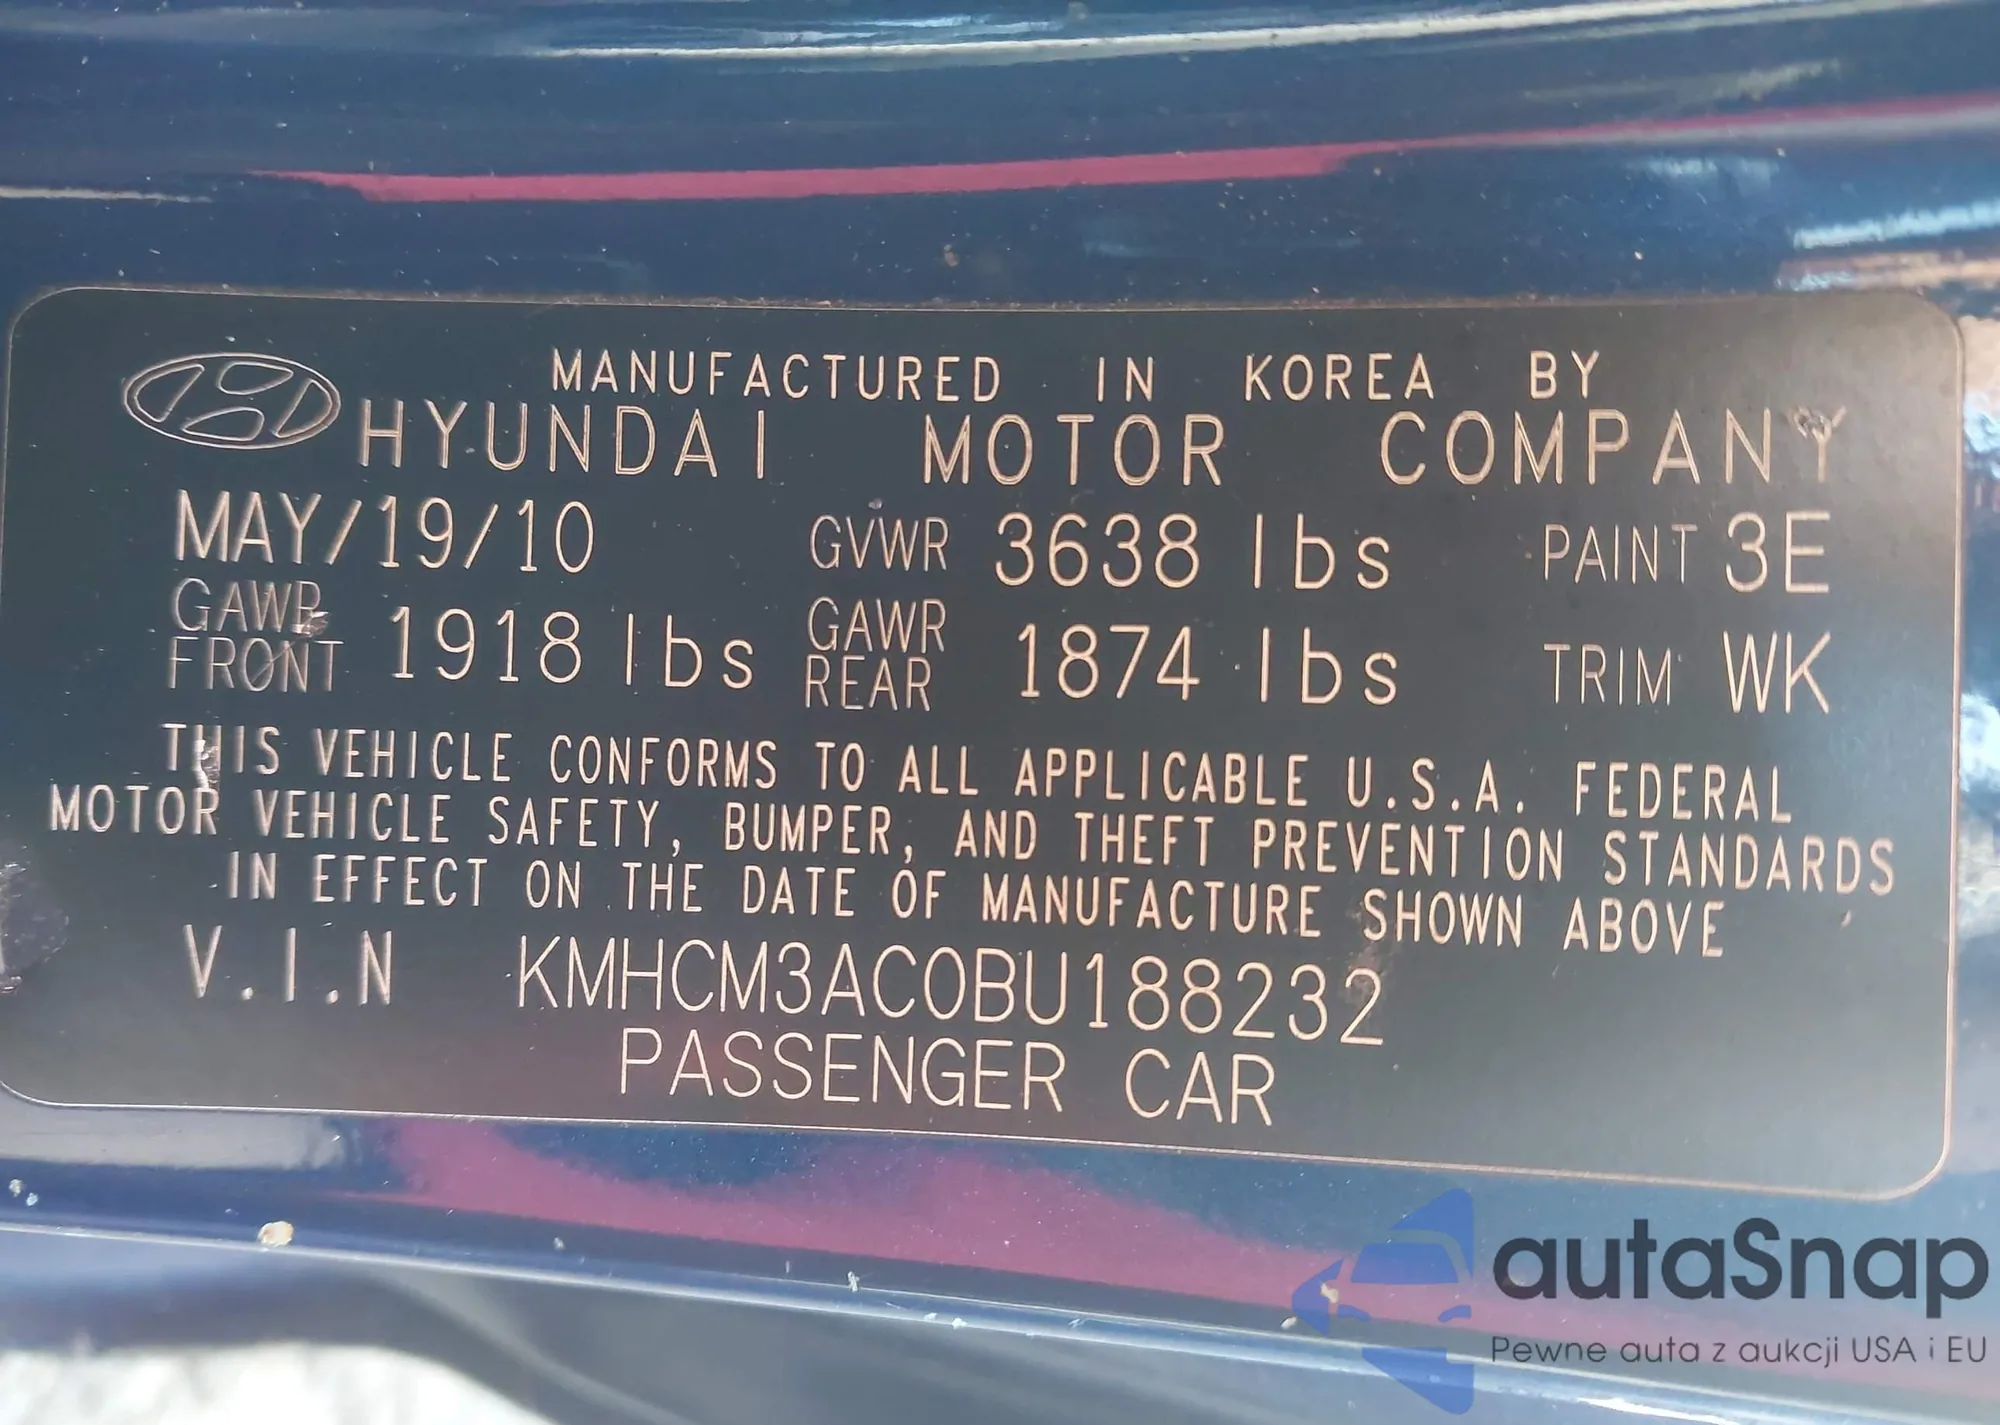 MANUFACTURED IN KOREA BY
HYUNDAI MOTOR COMPANY
MAY/19/10 GVWR 3638 lbs PAINT 3E
GAWR FRONT 1918 lbs GAWR REAR 1874 lbs TRIM WK
THIS VEHICLE CONFORMS TO ALL APPLICABLE U.S.A. FEDERAL
MOTOR VEHICLE SAFETY, BUMPER, AND THEFT PREVENTION STANDARDS
IN EFFECT ON THE DATE OF MANUFACTURE SHOWN ABOVE
V.I.N KMHCM3AC0BU188232
PASSENGER CAR
autaSnap
Pewne auta z aukcji USA i EU